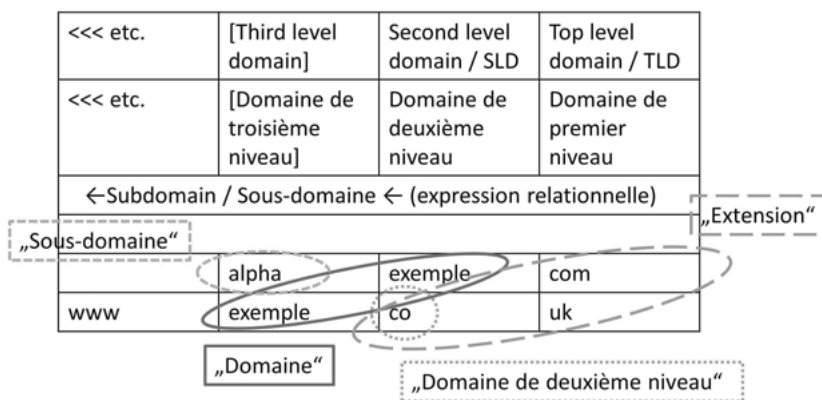 <<< etc. [Third level Second level Top level
domain] domain / SLD domain / TLD
<<< etc. [Domaine de Domaine de Domaine de
troisième deuxième premier
niveau] niveau niveau
←Subdomain / Sous-domaine ← (expression relationnelle)
„Extension“
„Sous-domaine“
alpha exemple com
www exemple co uk
„Domaine“
„Domaine de deuxième niveau“